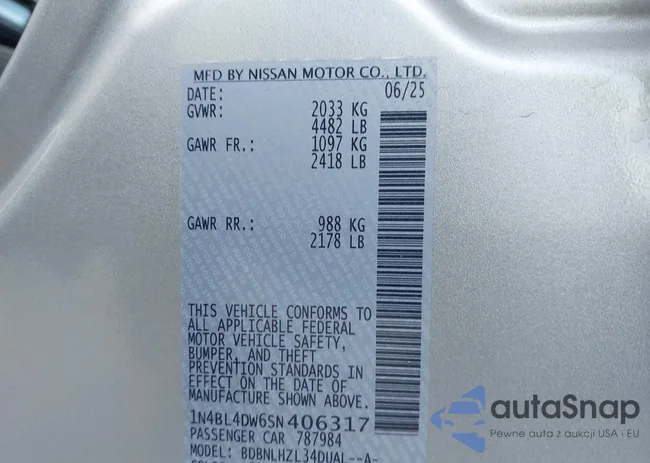 MFD BY NISSAN MOTOR CO., LTD.
DATE: 06/25
GVWR: 2033 KG
4482 LB
GAWR FR.: 1097 KG
2418 LB
GAWR RR.: 988 KG
2178 LB
THIS VEHICLE CONFORMS TO
ALL APPLICABLE FEDERAL
MOTOR VEHICLE SAFETY,
BUMPER, AND THEFT
PREVENTION STANDARDS IN
EFFECT ON THE DATE OF
MANUFACTURE SHOWN ABOVE.
1N4BL4DW6SN406317
PASSENGER CAR 787984
MODEL: BDBNLHZL34DUAL--A-
autaSnap
Pewne auta z aukcji USA i EU